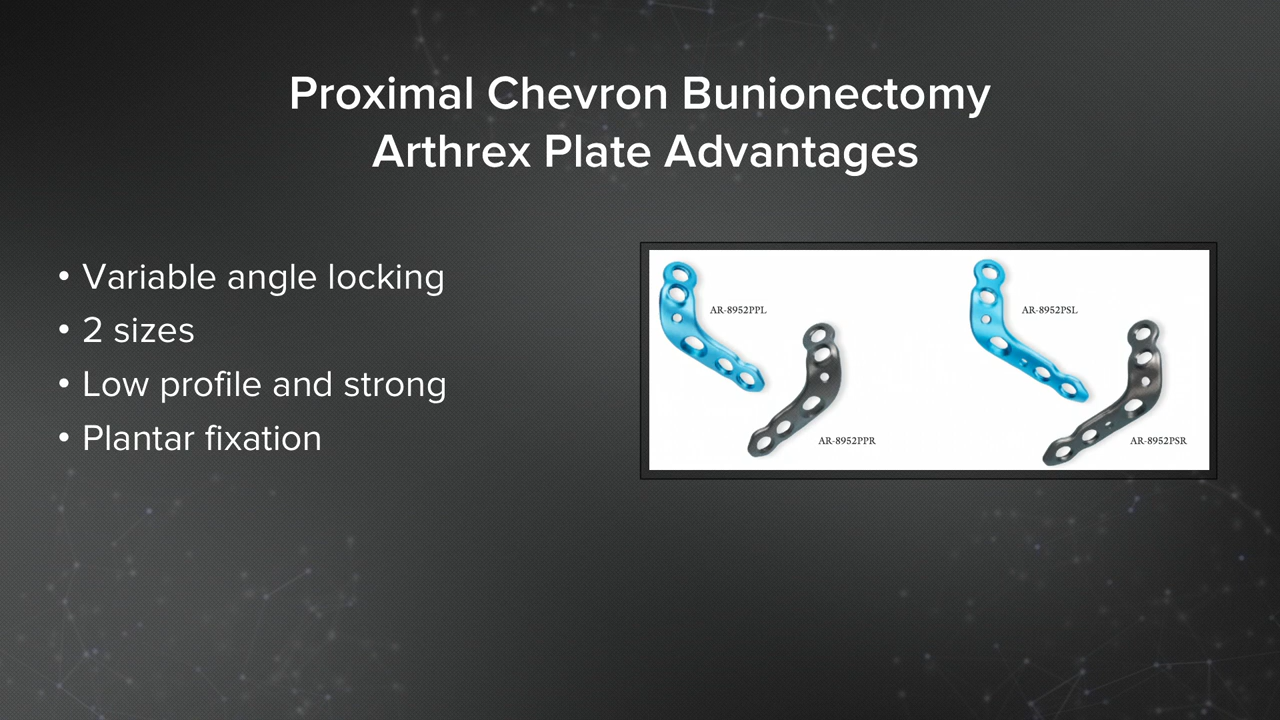 Proximal Chevron Bunionectomy
Arthrex Plate Advantages
• Variable angle locking
• 2 sizes
• Low profile and strong
• Plantar fixation
AR-8952PPL
AR-8952PPR
AR-8952PSL
AR-8952PSR